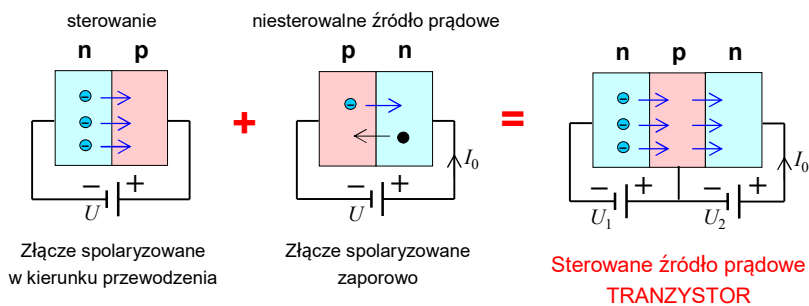 sterowanie
n p
− +
U
Złącze spolaryzowane
w kierunku przewodzenia
+
niesterowalne źródło prądowe
p n
I₀
− +
U
Złącze spolaryzowane
zaporowo
=
n p n
I₀
− + − +
U₁ U₂
Sterowane źródło prądowe
TRANZYSTOR